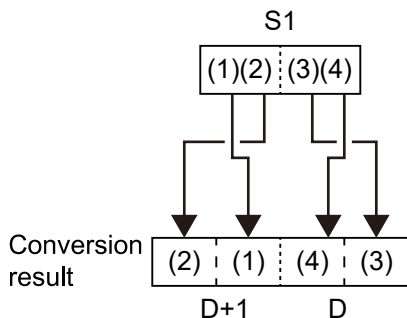 S1
(1)(2) (3)(4)
Conversion
result
(2) (1) (4) (3)
D+1 D